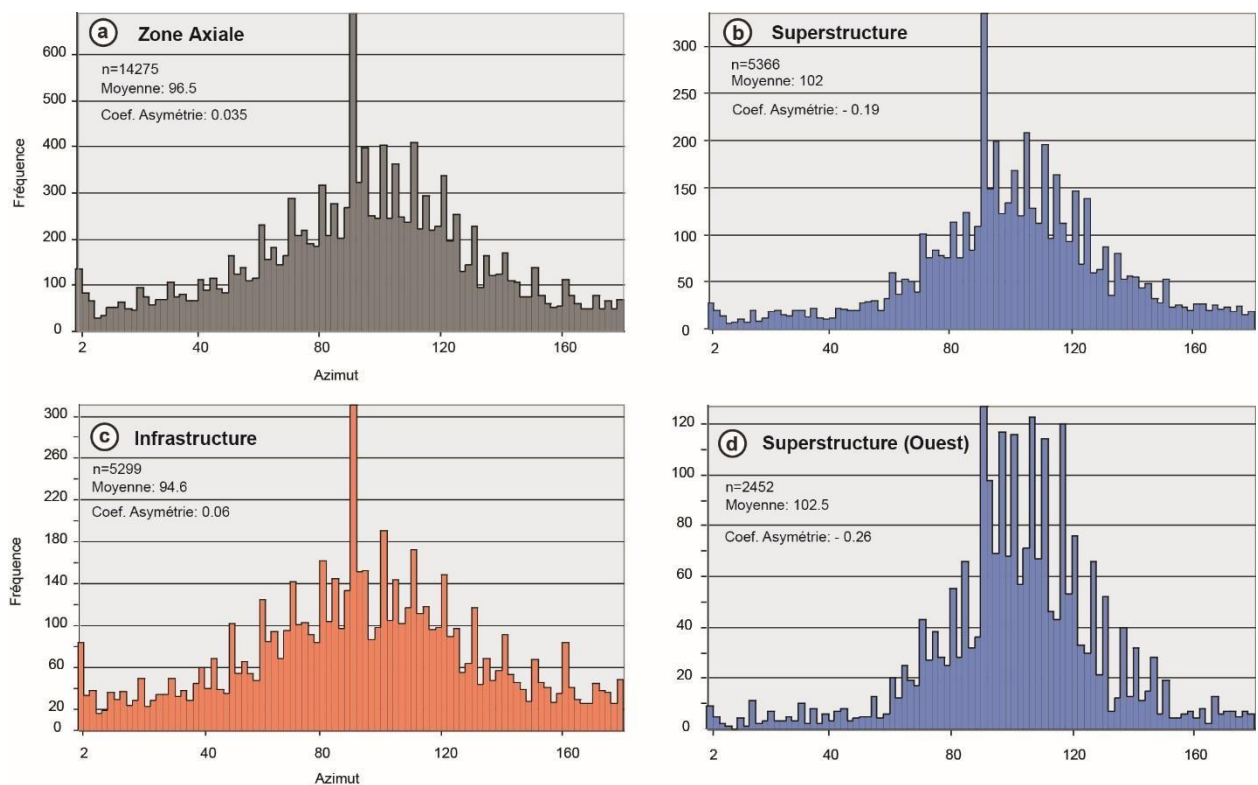 a Zone Axiale
n=14275
Moyenne: 96.5
Coef. Asymétrie: 0.035
Fréquence
600
500
400
300
200
100
0
2 40 80 120 160
Azimut
b Superstructure
n=5366
Moyenne: 102
Coef. Asymétrie: - 0.19
300
250
200
150
100
50
0
2 40 80 120 160
c Infrastructure
n=5299
Moyenne: 94.6
Coef. Asymétrie: 0.06
Fréquence
300
260
220
180
140
100
60
20
0
2 40 80 120 160
Azimut
d Superstructure (Ouest)
n=2452
Moyenne: 102.5
Coef. Asymétrie: - 0.26
120
100
80
60
40
20
0
2 80 120 160
40